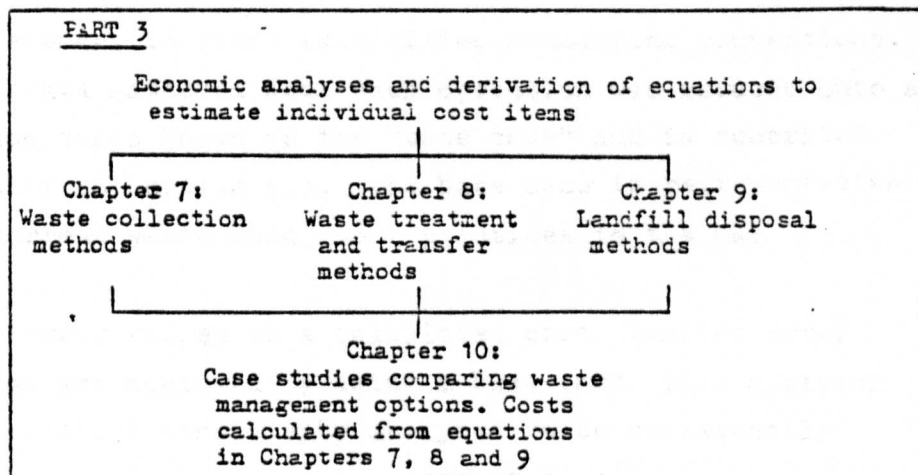 PART 3
Economic analyses and derivation of equations to
estimate individual cost items
Chapter 7:
Waste collection
methods
Chapter 8:
Waste treatment
and transfer
methods
Chapter 9:
Landfill disposal
methods
Chapter 10:
Case studies comparing waste
management options. Costs
calculated from equations
in Chapters 7, 8 and 9